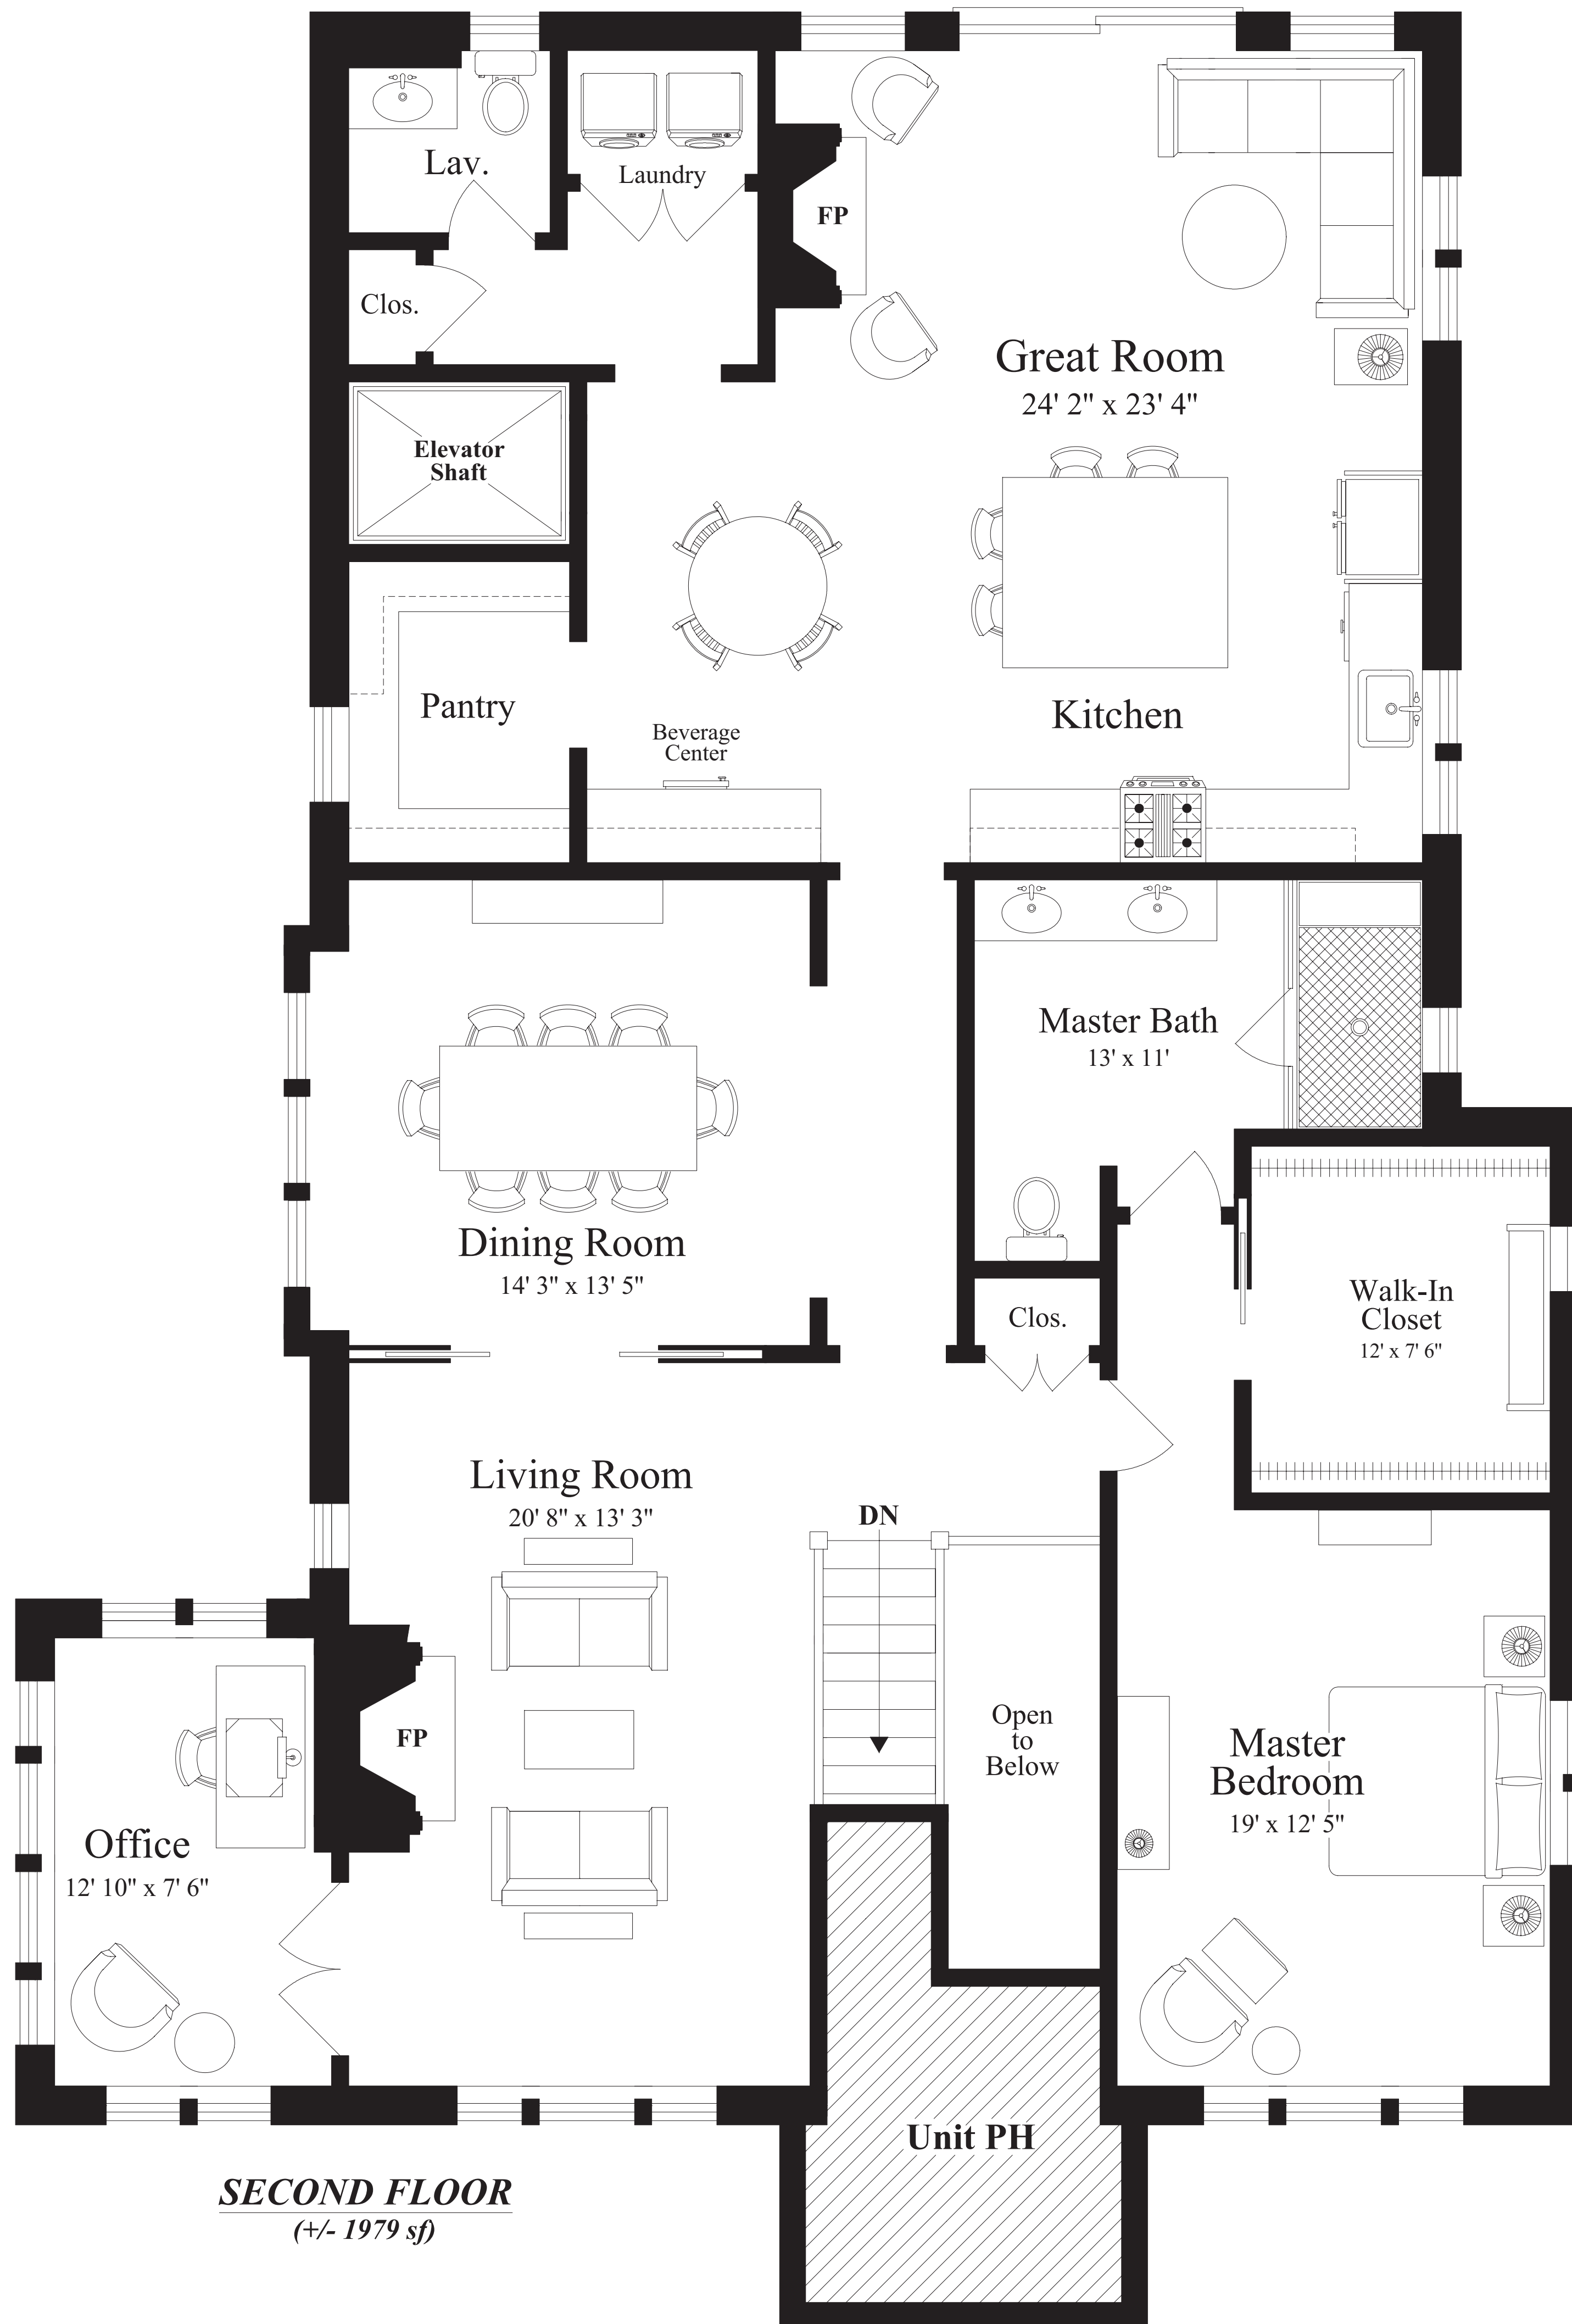 Lav.
Laundry
FP
Clos.
Great Room
24' 2" x 23' 4"
Elevator
Shaft
Pantry
Beverage
Center
Kitchen
Master Bath
13' x 11'
Dining Room
14' 3" x 13' 5"
Clos.
Walk-In
Closet
12' x 7' 6"
Living Room
20' 8" x 13' 3"
DN
FP
Open
to
Below
Master
Bedroom
19' x 12' 5"
Office
12' 10" x 7' 6"
Unit PH
SECOND FLOOR
(+/- 1979 sf)